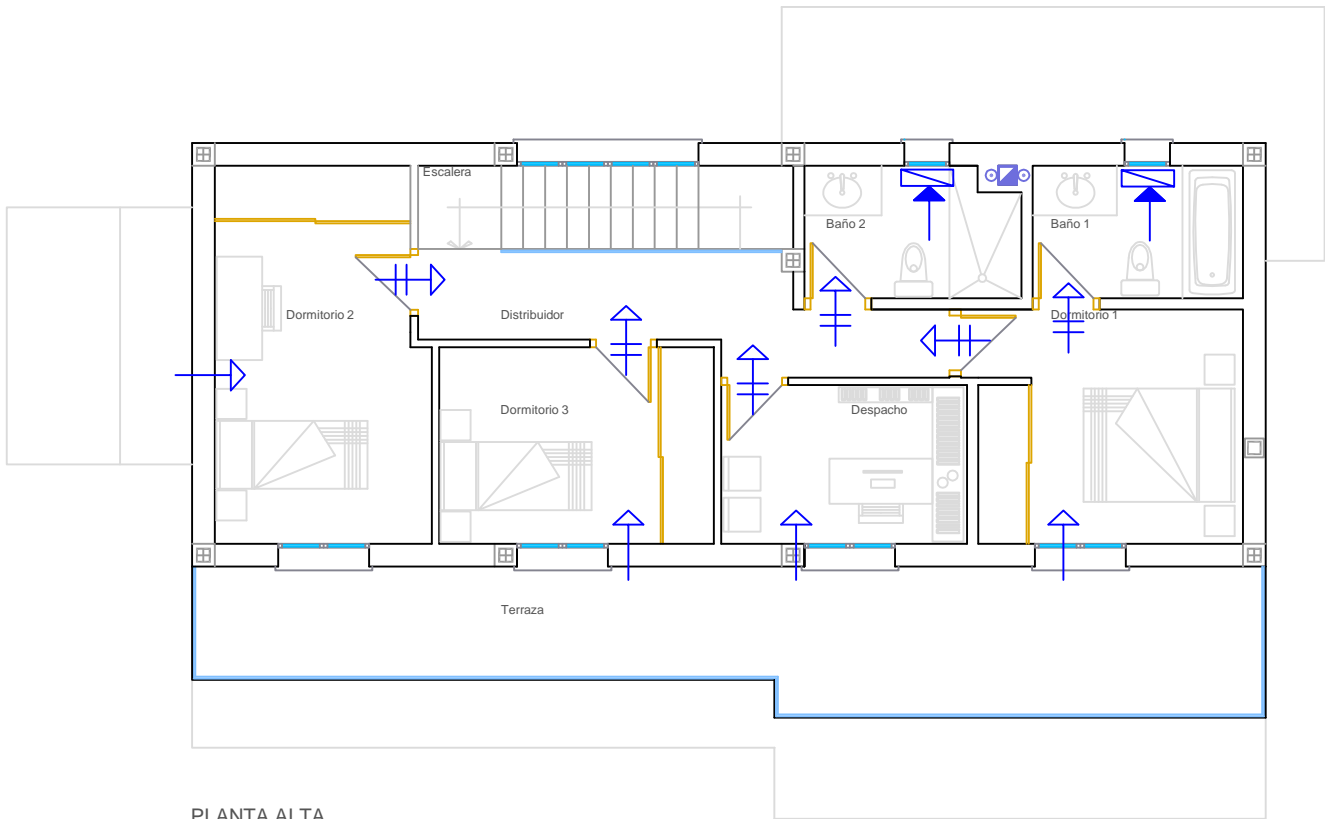 Escalera
Baño 2
Baño 1
Dormitorio 2
Distribuidor
Dormitorio 1
Dormitorio 3
Despacho
Terraza
PLANTA ALTA